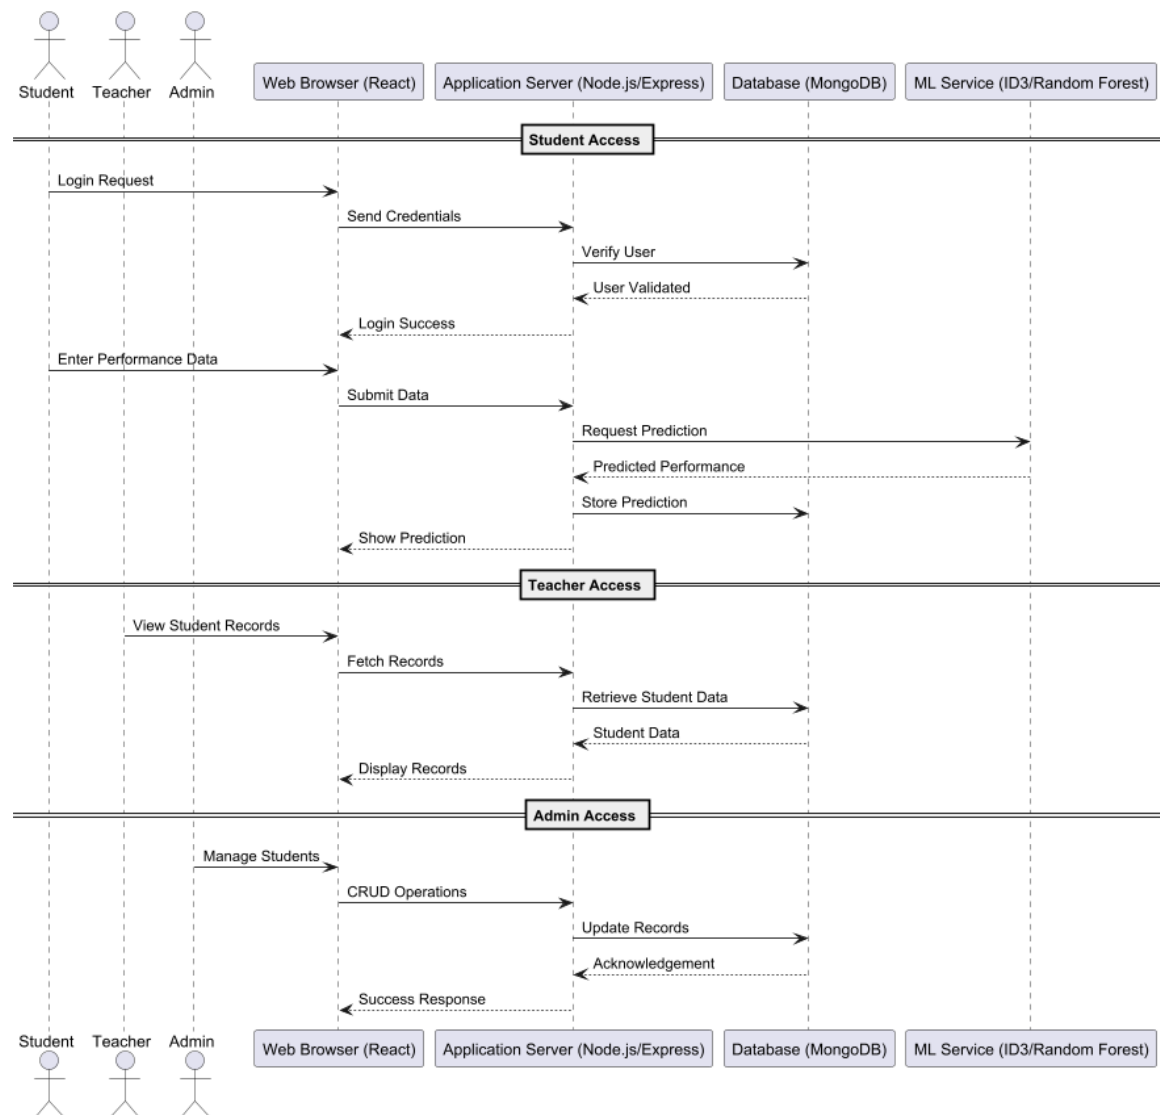 Student Teacher Admin Web Browser (React) Application Server (Node.js/Express) Database (MongoDB) ML Service (ID3/Random Forest)
Student Access
Login Request
Send Credentials
Verify User
User Validated
Login Success
Enter Performance Data
Submit Data
Request Prediction
Predicted Performance
Store Prediction
Show Prediction
Teacher Access
View Student Records
Fetch Records
Retrieve Student Data
Student Data
Display Records
Admin Access
Manage Students
CRUD Operations
Update Records
Acknowledgement
Success Response
Student Teacher Admin Web Browser (React) Application Server (Node.js/Express) Database (MongoDB) ML Service (ID3/Random Forest)